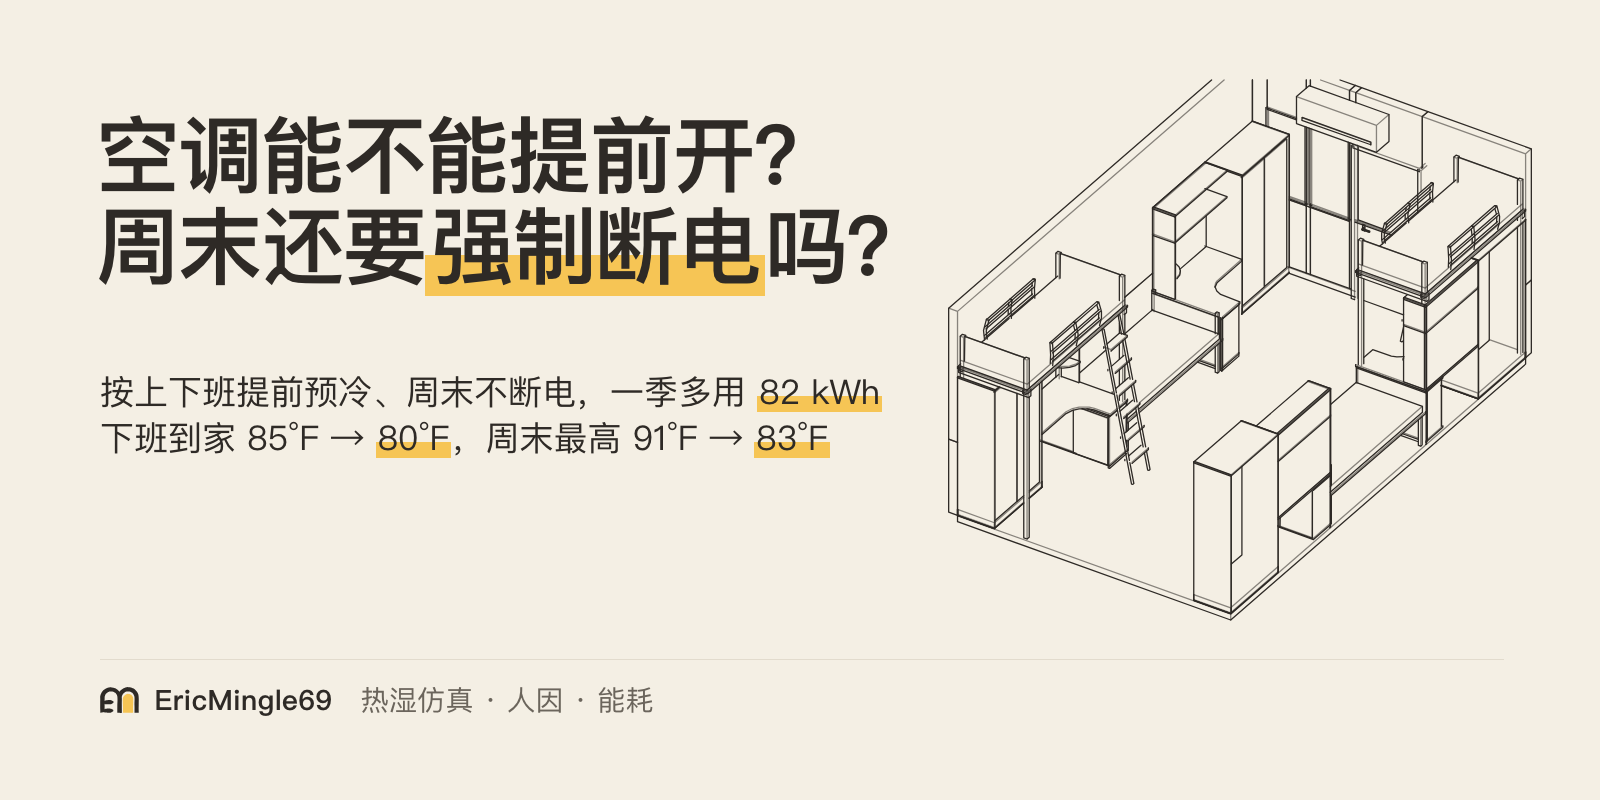 空调能不能提前开?
周末还要强制断电吗?
按上下班提前预冷、周末不断电，一季多用 82 kWh
下班到家 85°F → 80°F，周末最高 91°F → 83°F
EricMingle69 热湿仿真 · 人因 · 能耗